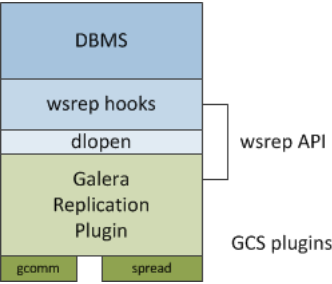 DBMS
wsrep hooks
dlopen
wsrep API
Galera
Replication
Plugin
GCS plugins
gcomm
spread